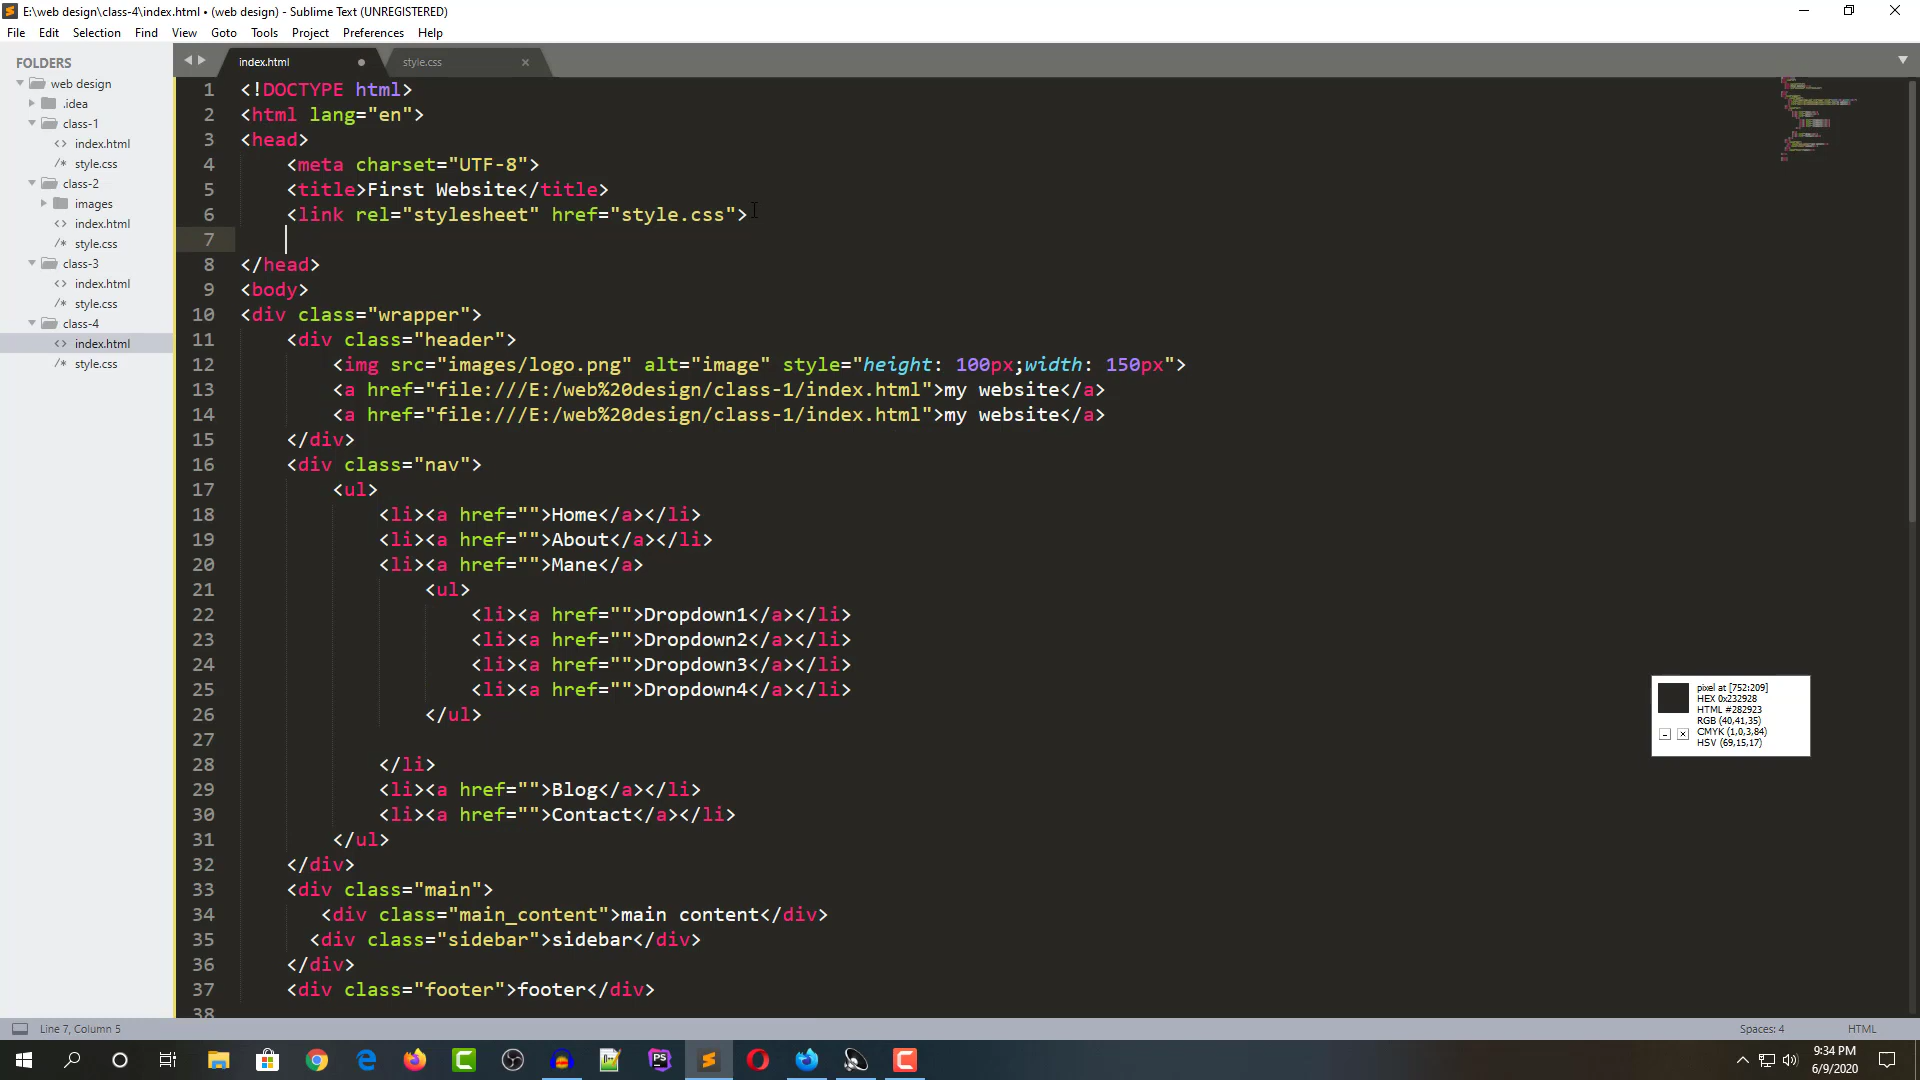 E:\web design\class-4\index.html • (web design) - Sublime Text (UNREGISTERED)
File Edit Selection Find View Goto Tools Project Preferences Help
FOLDERS
web design
.idea
class-1
<> index.html
/* style.css
class-2
images
<> index.html
/* style.css
class-3
<> index.html
/* style.css
class-4
<> index.html
/* style.css
index.html
style.css
1 <!DOCTYPE html>
2 <html lang="en">
3 <head>
4 <meta charset="UTF-8">
5 <title>First Website</title>
6 <link rel="stylesheet" href="style.css">
7
8 </head>
9 <body>
10 <div class="wrapper">
11 <div class="header">
12 <img src="images/logo.png" alt="image" style="height: 100px;width: 150px">
13 <a href="file:///E:/web%20design/class-1/index.html">my website</a>
14 <a href="file:///E:/web%20design/class-1/index.html">my website</a>
15 </div>
16 <div class="nav">
17 <ul>
18 <li><a href="">Home</a></li>
19 <li><a href="">About</a></li>
20 <li><a href="">Mane</a>
21 <ul>
22 <li><a href="">Dropdown1</a></li>
23 <li><a href="">Dropdown2</a></li>
24 <li><a href="">Dropdown3</a></li>
25 <li><a href="">Dropdown4</a></li>
26 </ul>
27
28 </li>
29 <li><a href="">Blog</a></li>
30 <li><a href="">Contact</a></li>
31 </ul>
32 </div>
33 <div class="main">
34 <div class="main_content">main content</div>
35 <div class="sidebar">sidebar</div>
36 </div>
37 <div class="footer">footer</div>
38
pixel at [752:209]
HEX 0x232928
HTML #282923
RGB (40,41,35)
CMYK (1,0,3,84)
HSV (69,15,17)
Line 7, Column 5
Spaces: 4
HTML
PS
9:34 PM
6/9/2020